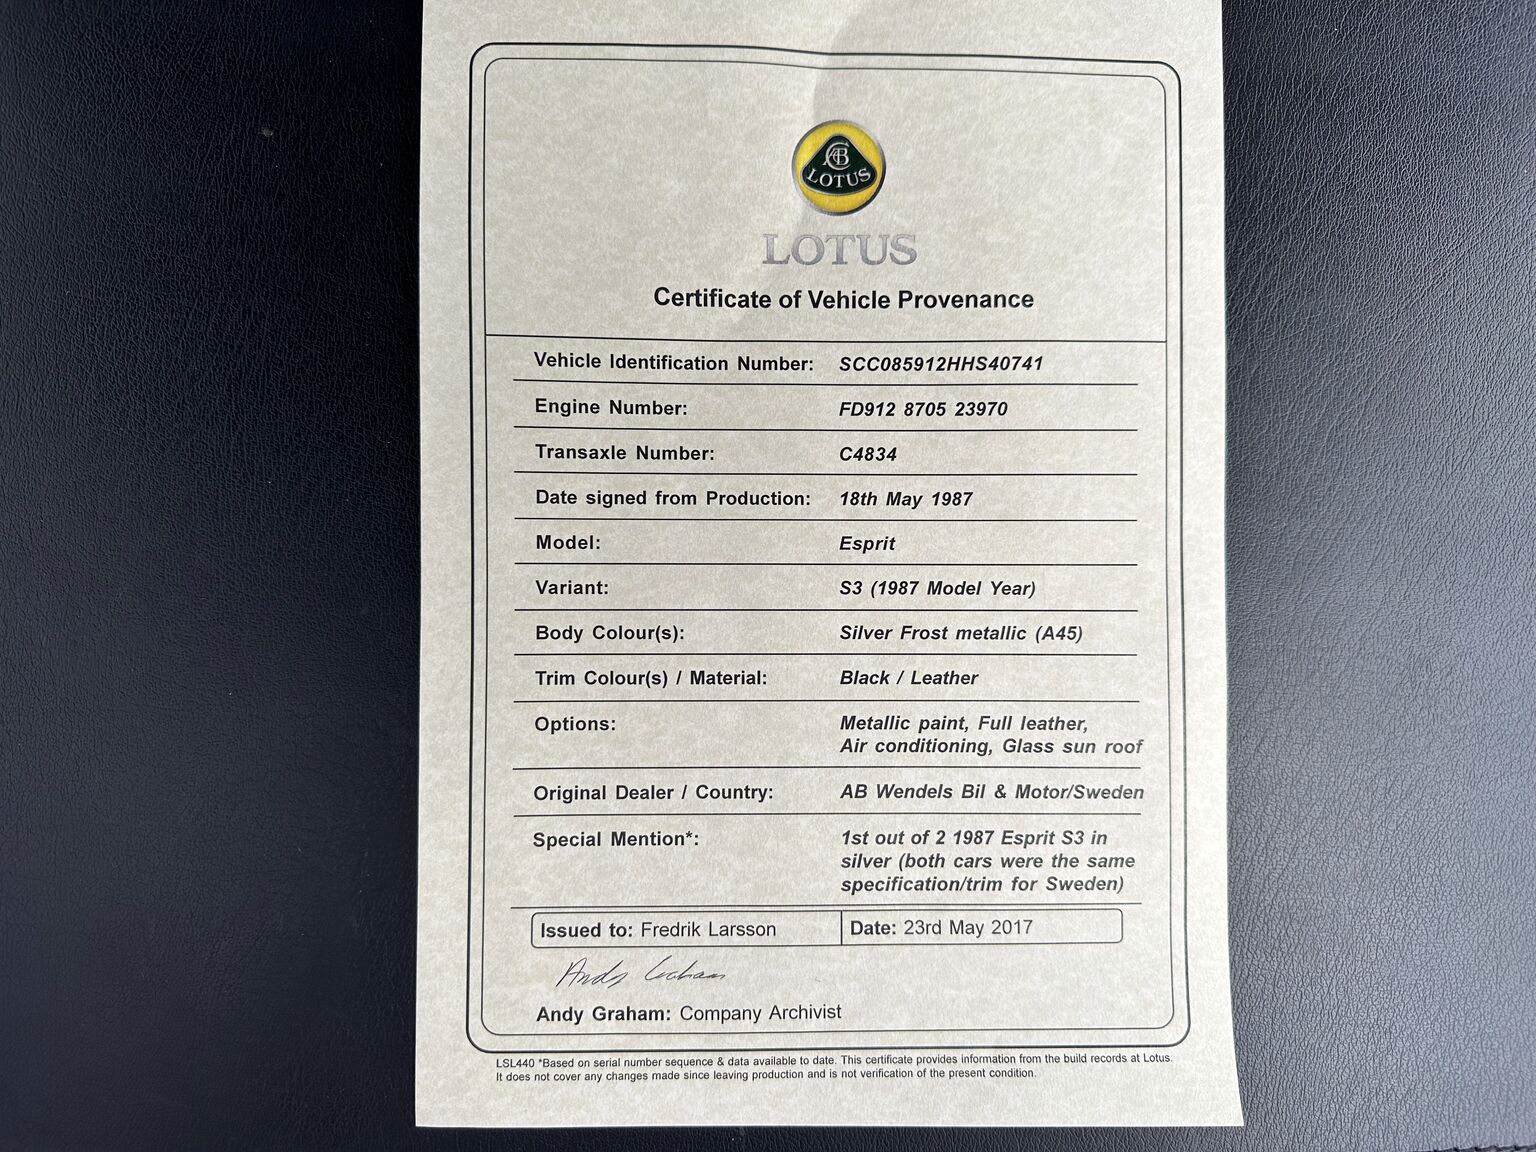 ACBC
LOTUS
LOTUS
Certificate of Vehicle Provenance
Vehicle Identification Number: SCC085912HHS40741
Engine Number: FD912 8705 23970
Transaxle Number: C4834
Date signed from Production: 18th May 1987
Model: Esprit
Variant: S3 (1987 Model Year)
Body Colour(s): Silver Frost metallic (A45)
Trim Colour(s) / Material: Black / Leather
Options: Metallic paint, Full leather,
Air conditioning, Glass sun roof
Original Dealer / Country: AB Wendels Bil & Motor/Sweden
Special Mention*: 1st out of 2 1987 Esprit S3 in
silver (both cars were the same
specification/trim for Sweden)
Issued to: Fredrik Larsson Date: 23rd May 2017
Andy Graham
Andy Graham: Company Archivist
LSL440 *Based on serial number sequence & data available to date. This certificate provides information from the build records at Lotus.
It does not cover any changes made since leaving production and is not verification of the present condition.